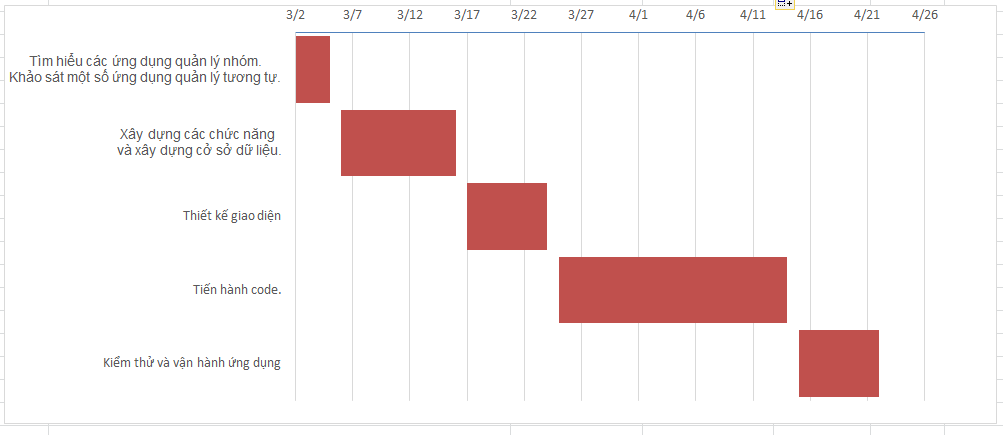 3/2 3/7 3/12 3/17 3/22 3/27 4/1 4/6 4/11 4/16 4/21 4/26
Tìm hiểu các ứng dụng quản lý nhóm.
Khảo sát một số ứng dụng quản lý tương tự.
Xây dựng các chức năng
và xây dựng cở sở dữ liệu.
Thiết kế giao diện
Tiến hành code.
Kiểm thử và vận hành ứng dụng